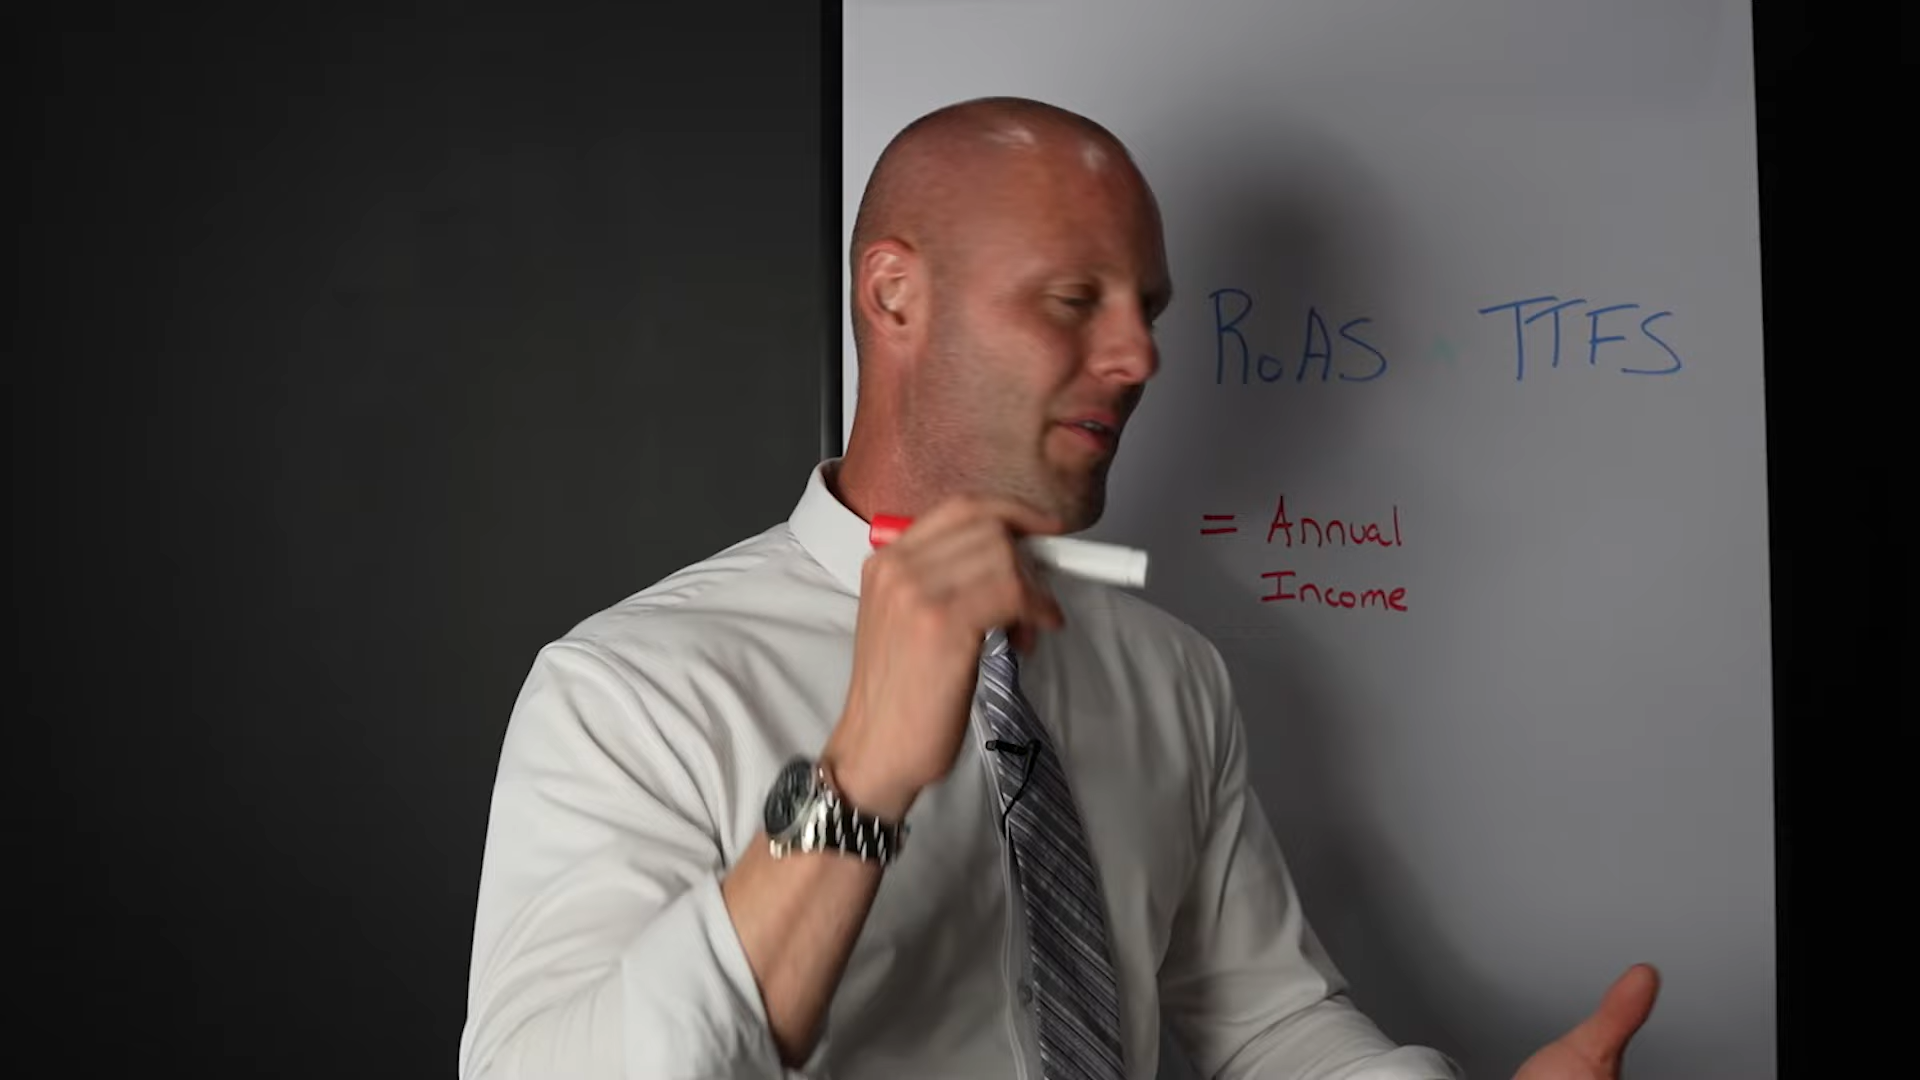 RoAS · TTFS
= Annual
Income